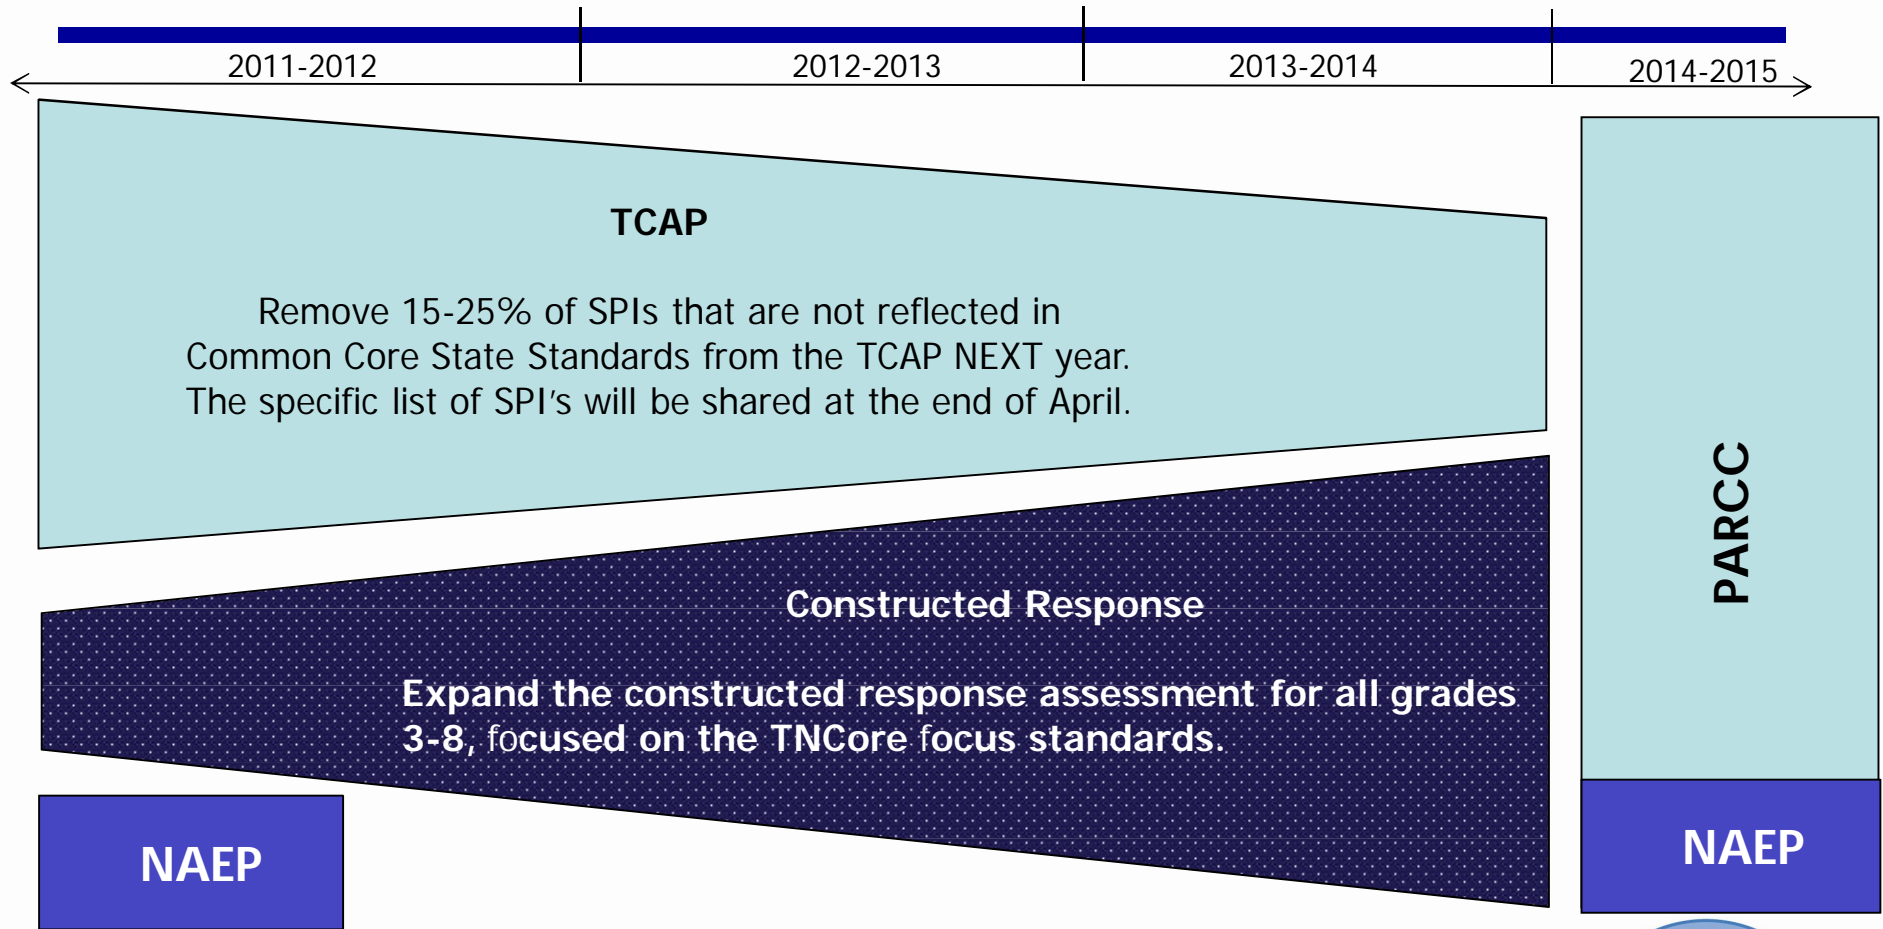 2011-2012
2012-2013
2013-2014
2014-2015
TCAP
Remove 15-25% of SPIs that are not reflected in
Common Core State Standards from the TCAP NEXT year.
The specific list of SPI's will be shared at the end of April.
Constructed Response
Expand the constructed response assessment for all grades
3-8, focused on the TNCore focus standards.
PARCC
NAEP
NAEP